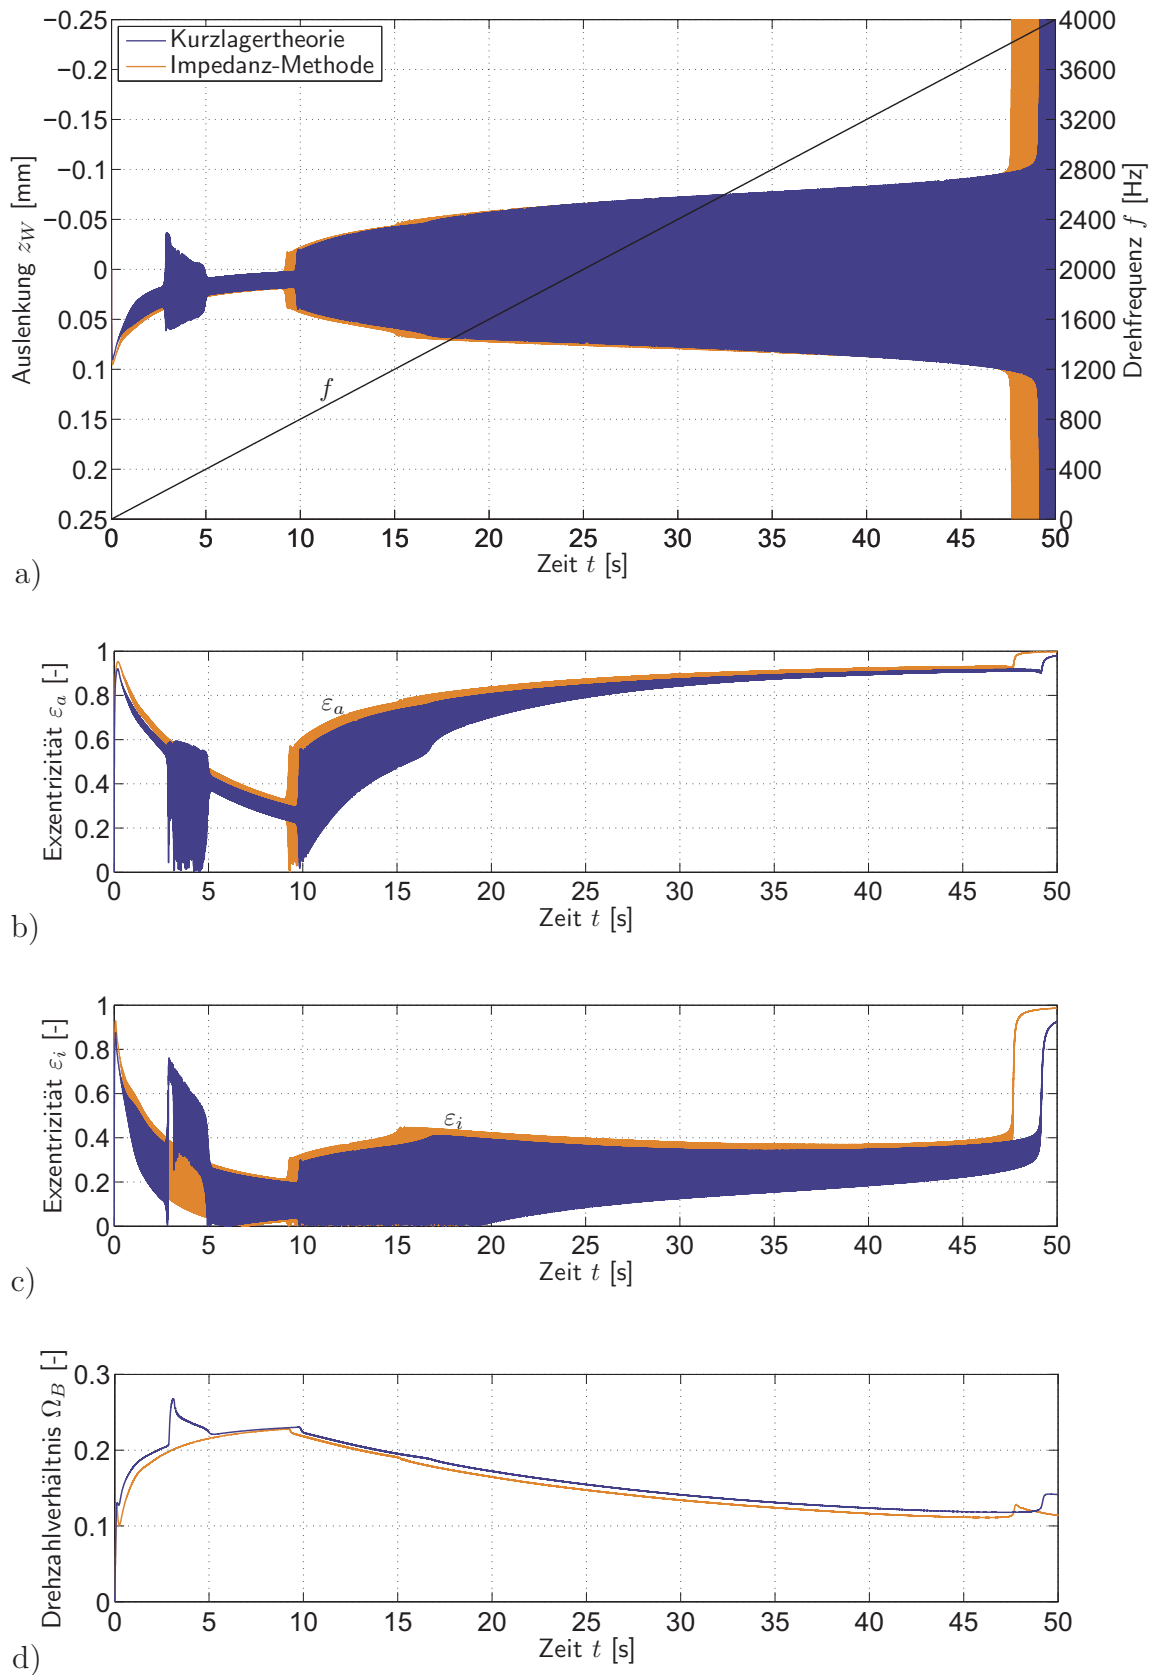 Kurzlagertheorie
Impedanz-Methode
−0.25
−0.2
−0.15
−0.1
−0.05
0
0.05
0.1
0.15
0.2
0.25
Auslenkung z_W [mm]
4000
3600
3200
2800
2400
2000
1600
1200
800
400
0
Drehfrequenz f [Hz]
f
0 5 10 15 20 25 30 35 40 45 50
Zeit t [s]
a)
1
0.8
0.6
0.4
0.2
0
Exzentrizität ε_a [-]
ε_a
0 5 10 15 20 25 30 35 40 45 50
Zeit t [s]
b)
1
0.8
0.6
0.4
0.2
0
Exzentrizität ε_i [-]
ε_i
0 5 10 15 20 25 30 35 40 45 50
Zeit t [s]
c)
0.3
0.2
0.1
0
Drehzahlverhältnis Ω_B [-]
0 5 10 15 20 25 30 35 40 45 50
Zeit t [s]
d)